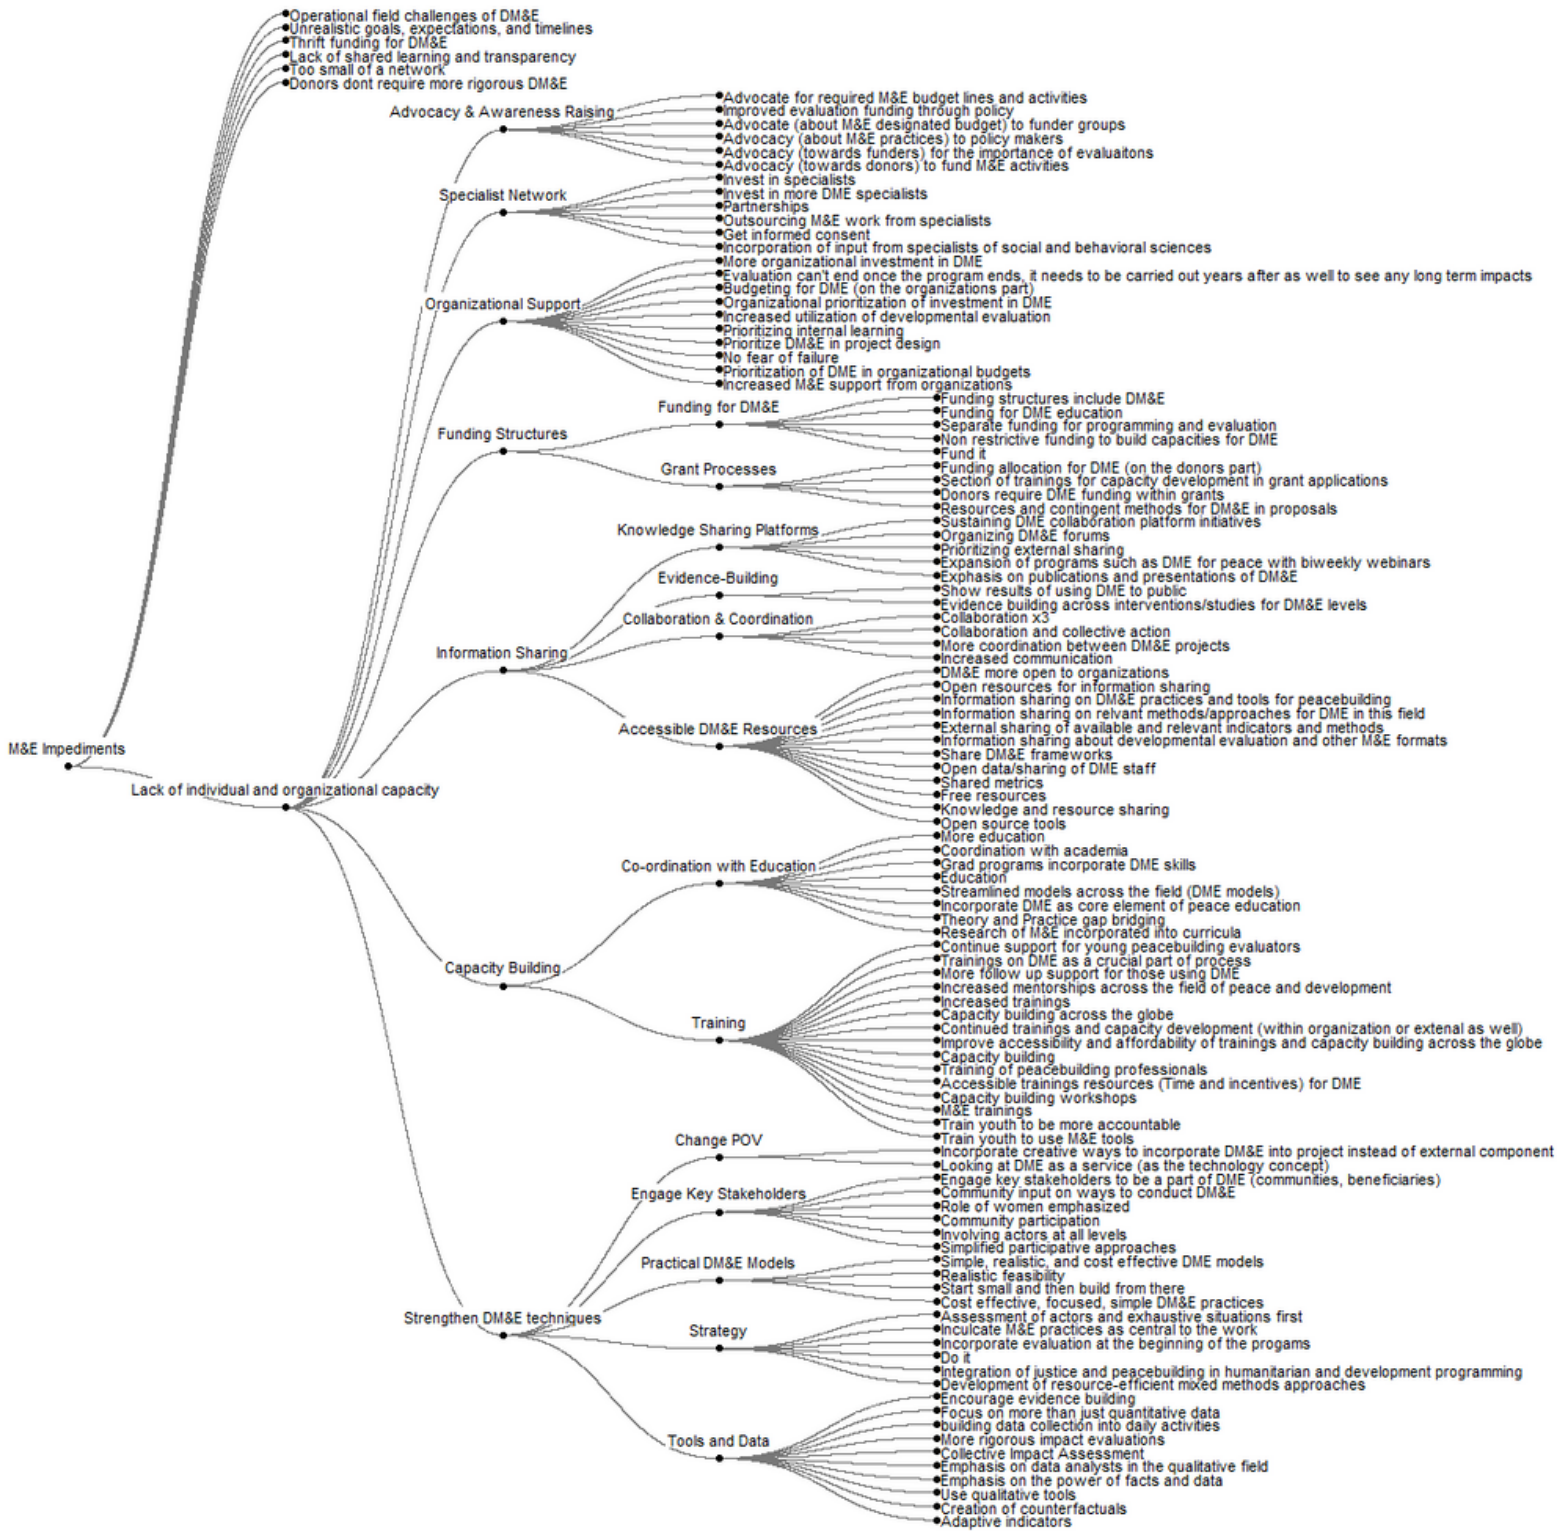 Operational field challenges of DM&E
Unrealistic goals, expectations, and timelines
Thrift funding for DM&E
Lack of shared learning and transparency
Too small of a network
Donors dont require more rigorous DM&E
Advocacy & Awareness Raising
Advocate for required M&E budget lines and activities
Improved evaluation funding through policy
Advocate (about M&E designated budget) to funder groups
Advocacy (about M&E practices) to policy makers
Advocacy (towards funders) for the importance of evaluaitons
Advocacy (towards donors) to fund M&E activities
Specialist Network
Invest in specialists
Invest in more DME specialists
Partnerships
Outsourcing M&E work from specialists
Get informed consent
Incorporation of input from specialists of social and behavioral sciences
Organizational Support
More organizational investment in DME
Evaluation can't end once the program ends, it needs to be carried out years after as well to see any long term impacts
Budgeting for DME (on the organizations part)
Organizational prioritization of investment in DME
Increased utilization of developmental evaluation
Prioritizing internal learning
Prioritize DM&E in project design
No fear of failure
Prioritization of DME in organizational budgets
Increased M&E support from organizations
Funding Structures
Funding for DM&E
Funding structures include DM&E
Funding for DME education
Separate funding for programming and evaluation
Non restrictive funding to build capacities for DME
Fund it
Grant Processes
Funding allocation for DME (on the donors part)
Section of trainings for capacity development in grant applications
Donors require DME funding within grants
Resources and contingent methods for DM&E in proposals
Knowledge Sharing Platforms
Sustaining DME collaboration platform initiatives
Organizing DM&E forums
Prioritizing external sharing
Expansion of programs such as DME for peace with biweekly webinars
Exphasis on publications and presentations of DM&E
Evidence-Building
Show results of using DME to public
Evidence building across interventions/studies for DM&E levels
Collaboration & Coordination
Collaboration x3
Collaboration and collective action
More coordination between DM&E projects
Increased communication
Information Sharing
Accessible DM&E Resources
DM&E more open to organizations
Open resources for information sharing
Information sharing on DM&E practices and tools for peacebuilding
Information sharing on relvant methods/approaches for DME in this field
External sharing of available and relevant indicators and methods
Information sharing about developmental evaluation and other M&E formats
Share DM&E frameworks
Open data/sharing of DME staff
Shared metrics
Free resources
Knowledge and resource sharing
Open source tools
M&E Impediments
Lack of individual and organizational capacity
Co-ordination with Education
More education
Coordination with academia
Grad programs incorporate DME skills
Education
Streamlined models across the field (DME models)
Incorporate DME as core element of peace education
Theory and Practice gap bridging
Research of M&E incorporated into curricula
Capacity Building
Training
Continue support for young peacebuilding evaluators
Trainings on DME as a crucial part of process
More follow up support for those using DME
Increased mentorships across the field of peace and development
Increased trainings
Capacity building across the globe
Continued trainings and capacity development (within organization or extenal as well)
Improve accessibility and affordability of trainings and capacity building across the globe
Capacity building
Training of peacebuilding professionals
Accessible trainings resources (Time and incentives) for DME
Capacity building workshops
M&E trainings
Train youth to be more accountable
Train youth to use M&E tools
Change POV
Incorporate creative ways to incorporate DM&E into project instead of external component
Looking at DME as a service (as the technology concept)
Engage Key Stakeholders
Engage key stakeholders to be a part of DME (communities, beneficiaries)
Community input on ways to conduct DM&E
Role of women emphasized
Community participation
Involving actors at all levels
Simplified participative approaches
Practical DM&E Models
Simple, realistic, and cost effective DME models
Realistic feasibility
Start small and then build from there
Cost effective, focused, simple DM&E practices
Strengthen DM&E techniques
Strategy
Assessment of actors and exhaustive situations first
Inculcate M&E practices as central to the work
Incorporate evaluation at the beginning of the progams
Do it
Integration of justice and peacebuilding in humanitarian and development programming
Development of resource-efficient mixed methods approaches
Tools and Data
Encourage evidence building
Focus on more than just quantitative data
building data collection into daily activities
More rigorous impact evaluations
Collective Impact Assessment
Emphasis on data analysts in the qualitative field
Emphasis on the power of facts and data
Use qualitative tools
Creation of counterfactuals
Adaptive indicators